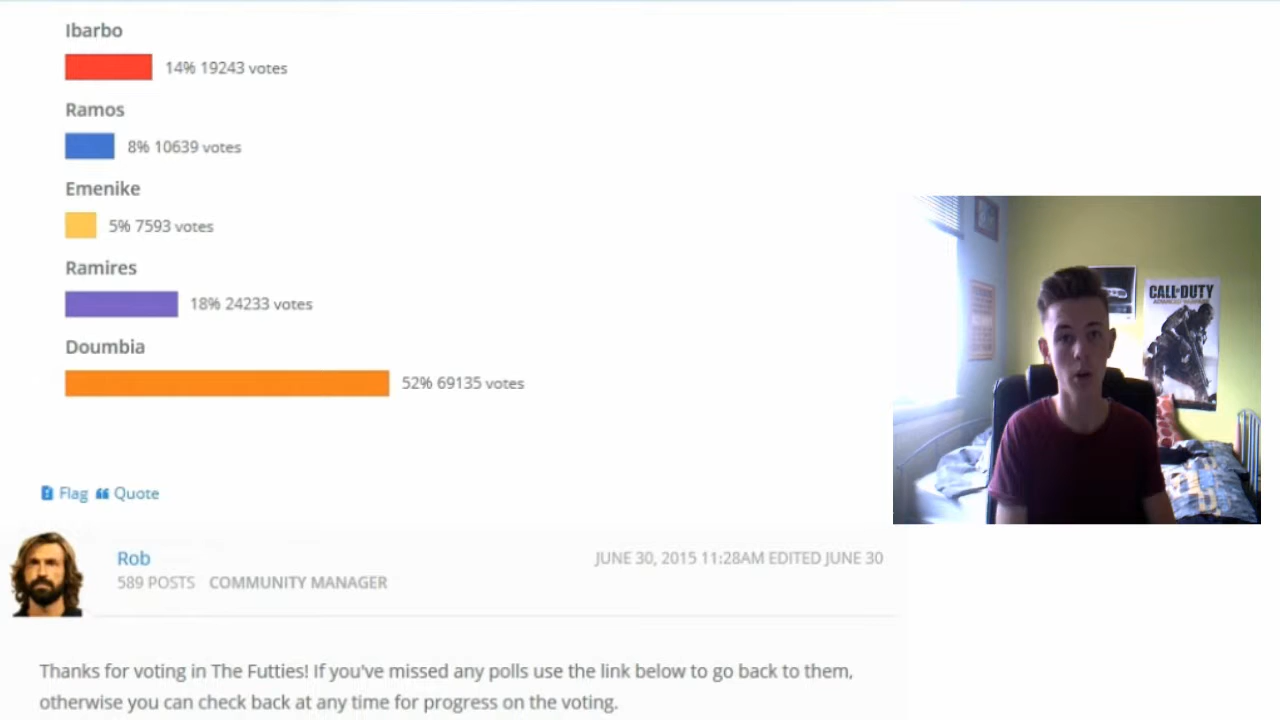 Ibarbo
14% 19243 votes
Ramos
8% 10639 votes
Emenike
5% 7593 votes
Ramires
18% 24233 votes
Doumbia
52% 69135 votes
CALL OF DUTY
ADVANCED WARFARE
Flag Quote
Rob
JUNE 30, 2015 11:28AM EDITED JUNE 30
589 POSTS COMMUNITY MANAGER
Thanks for voting in The Futties! If you've missed any polls use the link below to go back to them,
otherwise you can check back at any time for progress on the voting.